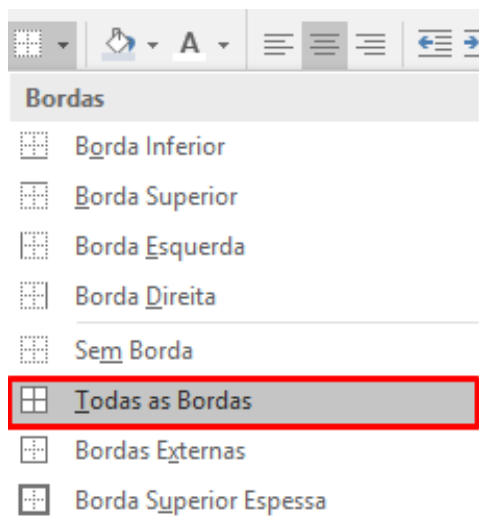 A
Bordas
Borda Inferior
Borda Superior
Borda Esquerda
Borda Direita
Sem Borda
Todas as Bordas
Bordas Externas
Borda Superior Espessa